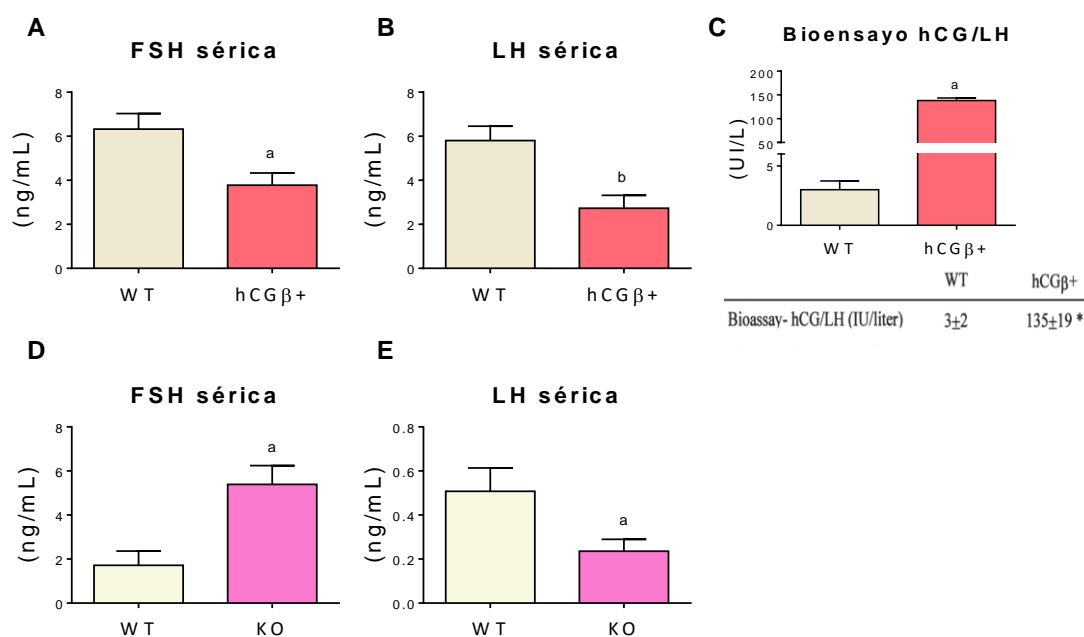 A
FSH sérica
(ng/mL)
8
6
4
2
0
a
WT
hCGβ+
B
LH sérica
(ng/mL)
8
6
4
2
0
b
WT
hCGβ+
C
Bioensayo hCG/LH
(UI/L)
200
150
100
50
5
0
a
WT
hCGβ+
WT hCGβ+
Bioassay- hCG/LH (IU/liter) 3±2 135±19 *
D
FSH sérica
(ng/mL)
8
6
4
2
0
a
WT
KO
E
LH sérica
(ng/mL)
0.8
0.6
0.4
0.2
0.0
a
WT
KO